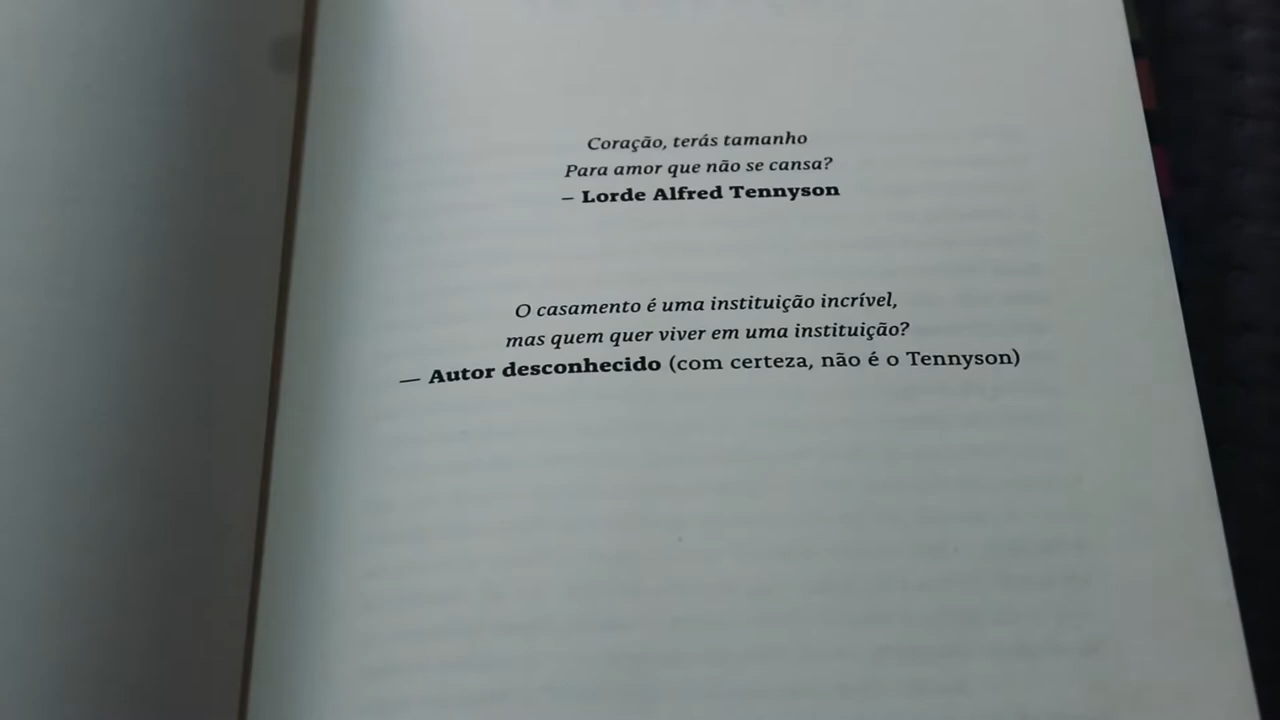 Coração, terás tamanho
Para amor que não se cansa?
– Lorde Alfred Tennyson
O casamento é uma instituição incrível,
mas quem quer viver em uma instituição?
— Autor desconhecido (com certeza, não é o Tennyson)